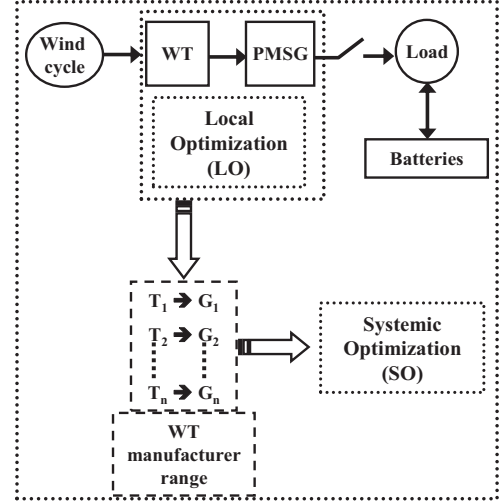 Wind
cycle
WT
PMSG
Load
Local
Optimization
(LO)
Batteries
T1 ➔ G1
T2 ➔ G2
Tn ➔ Gn
Systemic
Optimization
(SO)
WT
manufacturer
range